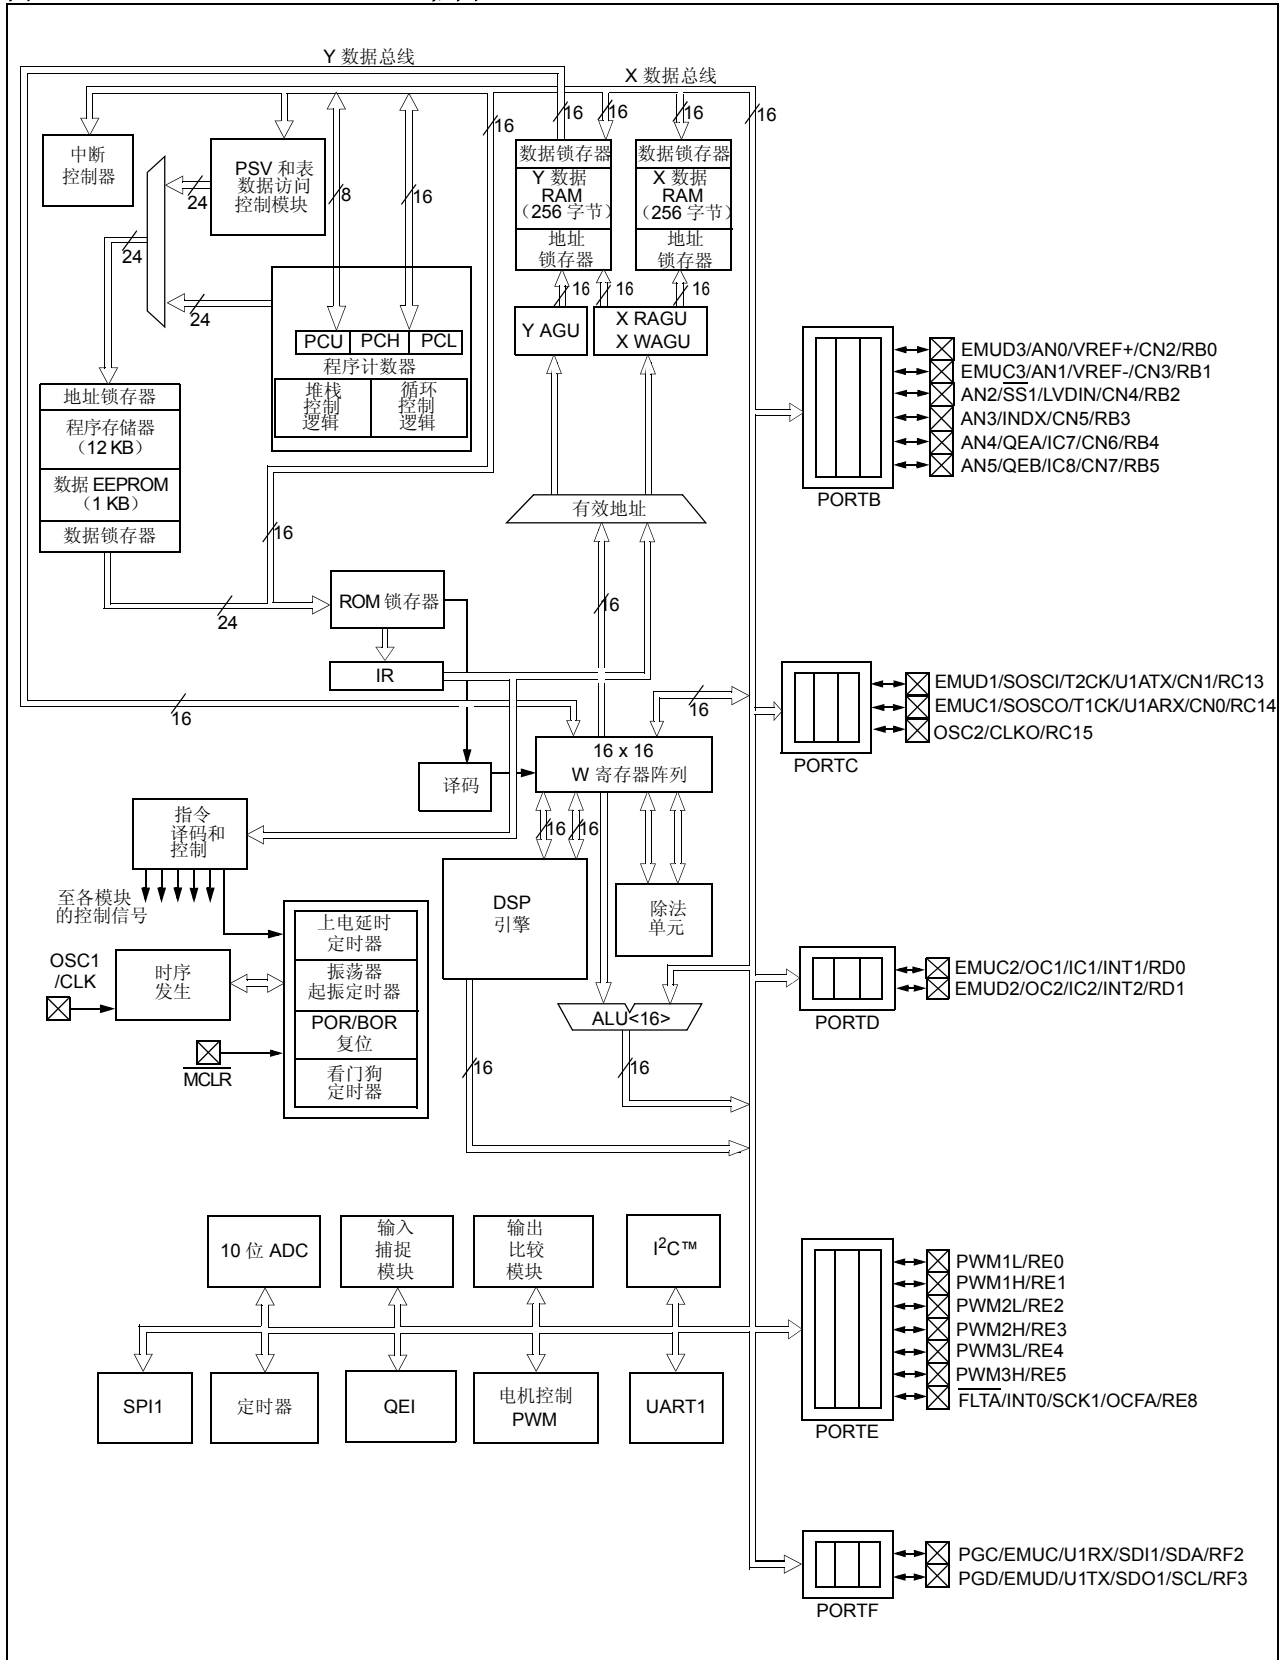 Y 数据总线
X 数据总线
16
16
16
16
16
中断
控制器
PSV 和表
数据访问
控制模块
24
8
16
数据锁存器
Y 数据
RAM
（256 字节）
地址
锁存器
数据锁存器
X 数据
RAM
（256 字节）
地址
锁存器
24
24
16
16
16
Y AGU
X RAGU
X WAGU
PCU
PCH
PCL
程序计数器
堆栈
控制
逻辑
循环
控制
逻辑
地址锁存器
程序存储器
（12 KB）
数据 EEPROM
（1 KB）
数据锁存器
16
24
有效地址
ROM 锁存器
16
IR
16
16
16 x 16
W 寄存器阵列
译码
指令
译码和
控制
16
16
至各模块
的控制信号
DSP
引擎
除法
单元
OSC1
/CLK
时序
发生
上电延时
定时器
振荡器
起振定时器
POR/BOR
复位
看门狗
定时器
MCLR
ALU<16>
16
16
10 位 ADC
输入
捕捉
模块
输出
比较
模块
I²C™
SPI1
定时器
QEI
电机控制
PWM
UART1
EMUD3/AN0/VREF+/CN2/RB0
EMUC3/AN1/VREF-/CN3/RB1
AN2/SS1/LVDIN/CN4/RB2
AN3/INDX/CN5/RB3
AN4/QEA/IC7/CN6/RB4
AN5/QEB/IC8/CN7/RB5
PORTB
EMUD1/SOSCI/T2CK/U1ATX/CN1/RC13
EMUC1/SOSCO/T1CK/U1ARX/CN0/RC14
OSC2/CLKO/RC15
PORTC
EMUC2/OC1/IC1/INT1/RD0
EMUD2/OC2/IC2/INT2/RD1
PORTD
PWM1L/RE0
PWM1H/RE1
PWM2L/RE2
PWM2H/RE3
PWM3L/RE4
PWM3H/RE5
FLTA/INT0/SCK1/OCFA/RE8
PORTE
PGC/EMUC/U1RX/SDI1/SDA/RF2
PGD/EMUD/U1TX/SDO1/SCL/RF3
PORTF